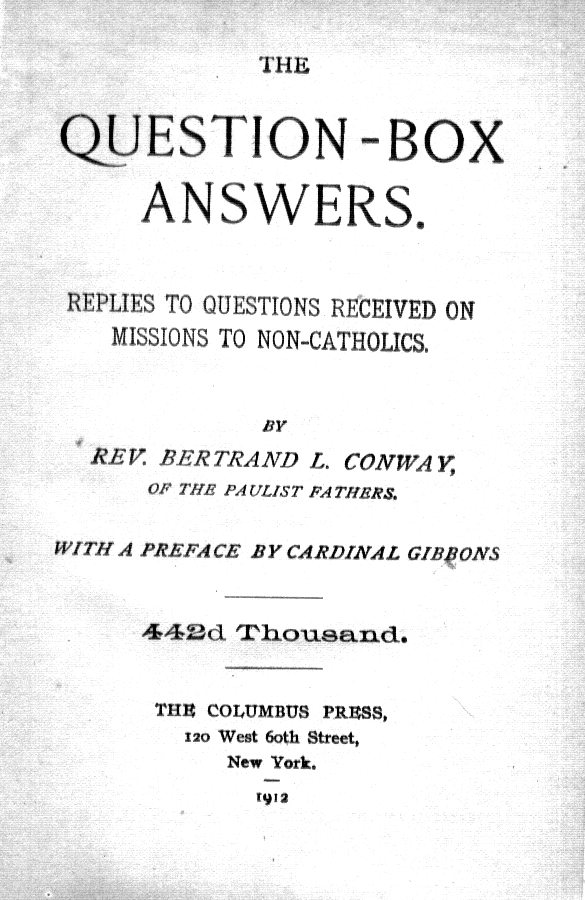 THE
QUESTION-BOX
ANSWERS.
REPLIES TO QUESTIONS RECEIVED ON
MISSIONS TO NON-CATHOLICS.
BY
REV. BERTRAND L. CONWAY,
OF THE PAULIST FATHERS.
WITH A PREFACE BY CARDINAL GIBBONS
442d Thousand.
THE COLUMBUS PRESS,
120 West 60th Street,
New York.
1912